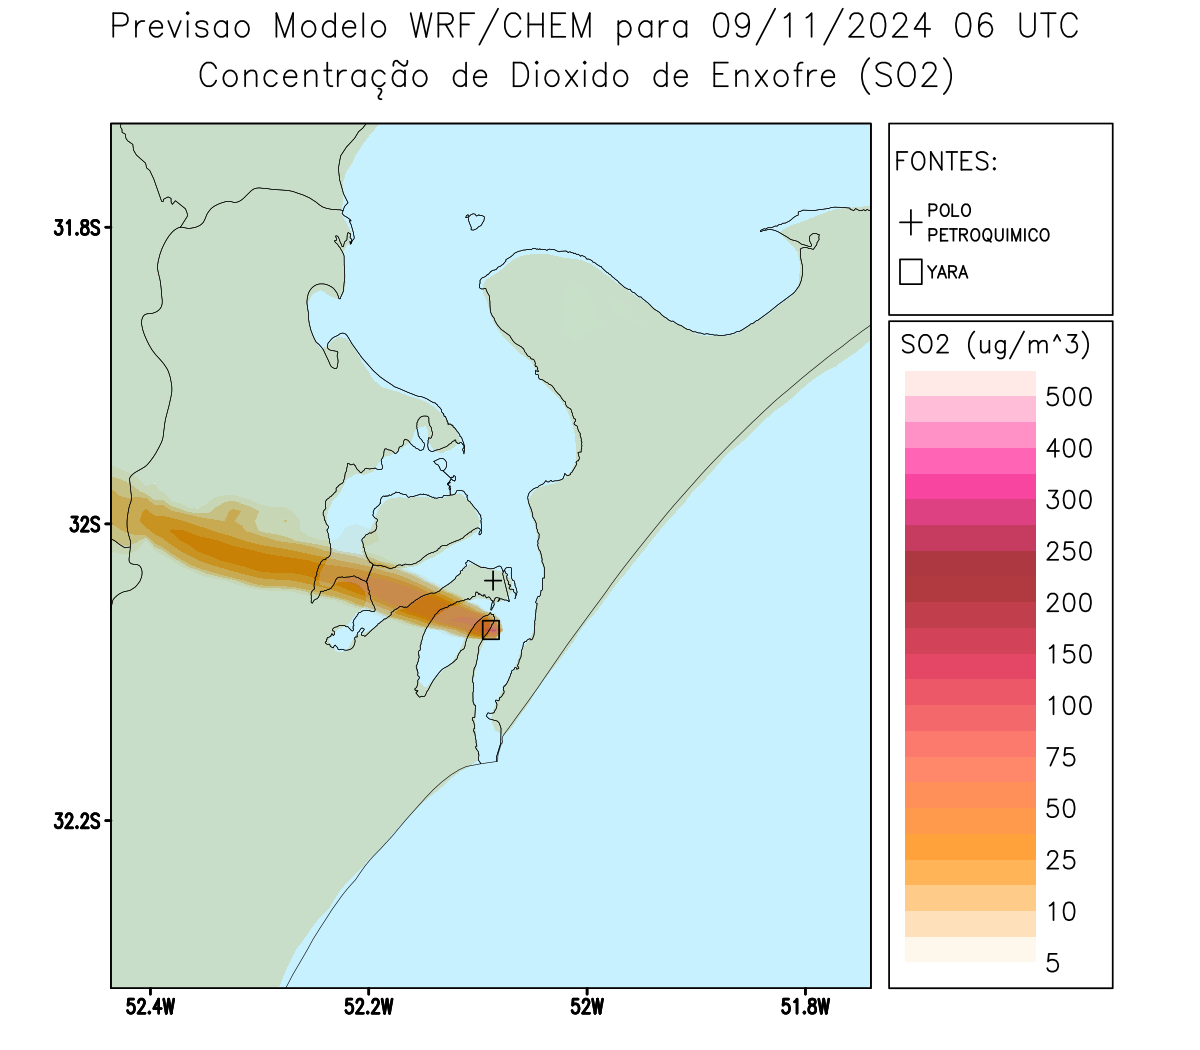 Previsao Modelo WRF/CHEM para 09/11/2024 06 UTC
Concentração de Dioxido de Enxofre (SO2)
FONTES:
POLO
PETROQUIMICO
YARA
31.8S
32S
32.2S
52.4W
52.2W
52W
51.8W
SO2 (ug/m^3)
500
400
300
250
200
150
100
75
50
25
10
5